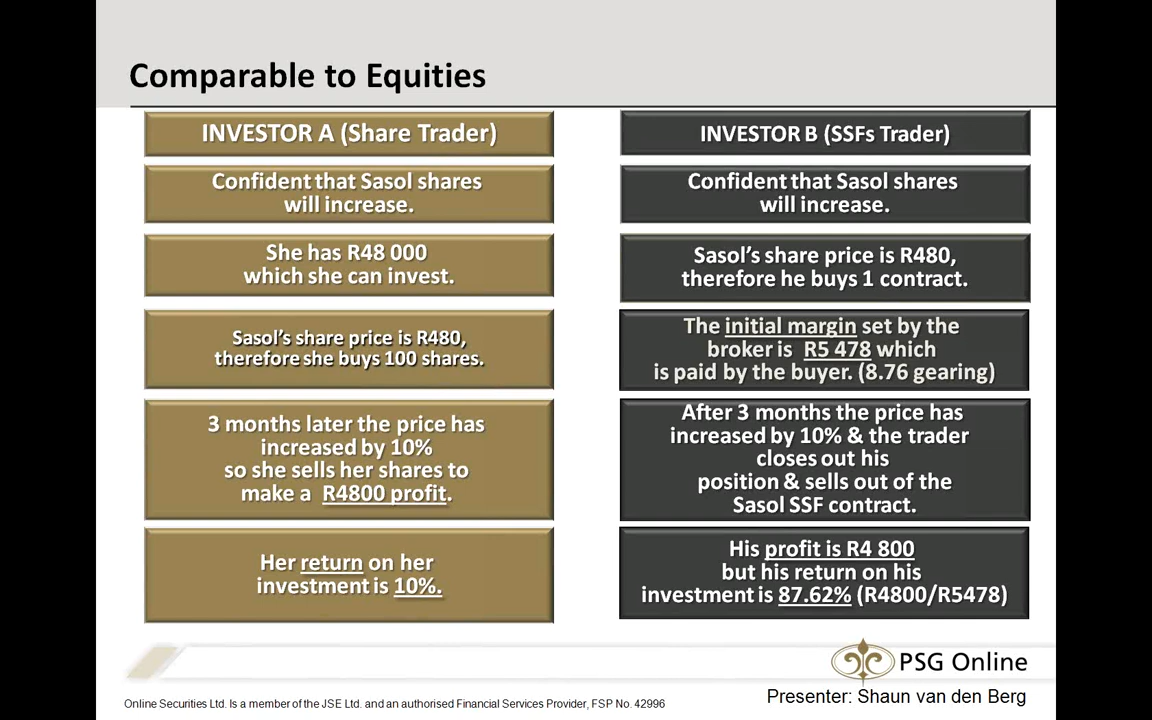 Comparable to Equities
INVESTOR A (Share Trader)
Confident that Sasol shares
will increase.
She has R48 000
which she can invest.
Sasol's share price is R480,
therefore she buys 100 shares.
3 months later the price has
increased by 10%
so she sells her shares to
make a R4800 profit.
Her return on her
investment is 10%.
INVESTOR B (SSFs Trader)
Confident that Sasol shares
will increase.
Sasol's share price is R480,
therefore he buys 1 contract.
The initial margin set by the
broker is R5 478 which
is paid by the buyer. (8.76 gearing)
After 3 months the price has
increased by 10% & the trader
closes out his
position & sells out of the
Sasol SSF contract.
His profit is R4 800
but his return on his
investment is 87.62% (R4800/R5478)
PSG Online
Presenter: Shaun van den Berg
Online Securities Ltd. Is a member of the JSE Ltd. and an authorised Financial Services Provider, FSP No. 42996